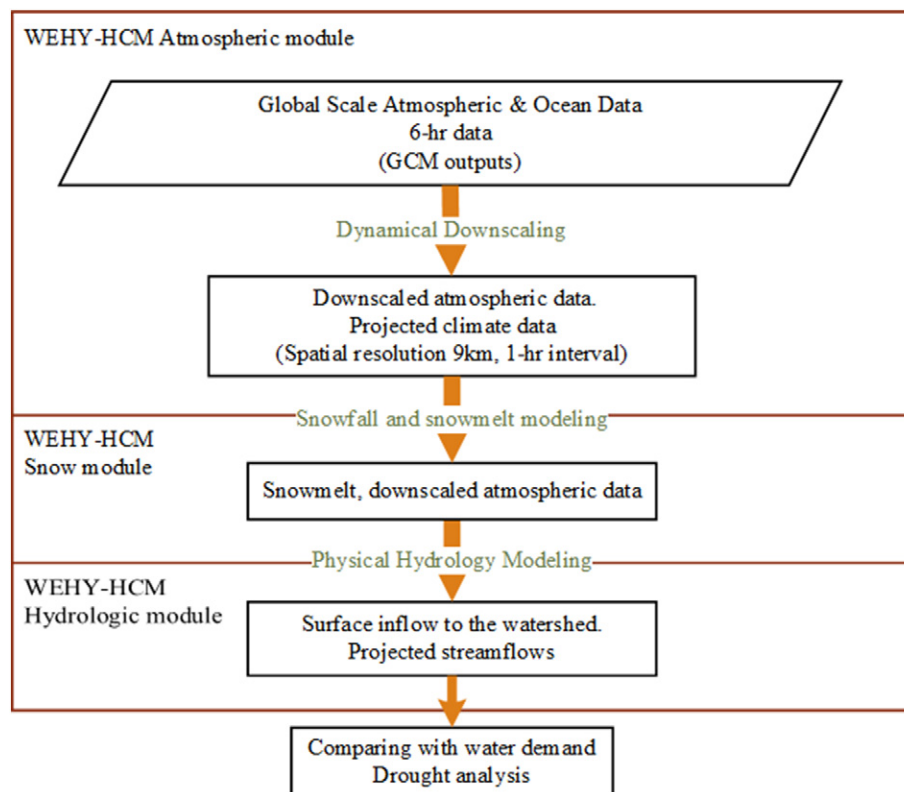 WEHY-HCM Atmospheric module
Global Scale Atmospheric & Ocean Data
6-hr data
(GCM outputs)
Dynamical Downscaling
Downscaled atmospheric data.
Projected climate data
(Spatial resolution 9km, 1-hr interval)
Snowfall and snowmelt modeling
WEHY-HCM
Snow module
Snowmelt, downscaled atmospheric data
Physical Hydrology Modeling
WEHY-HCM
Hydrologic module
Surface inflow to the watershed.
Projected streamflows
Comparing with water demand
Drought analysis